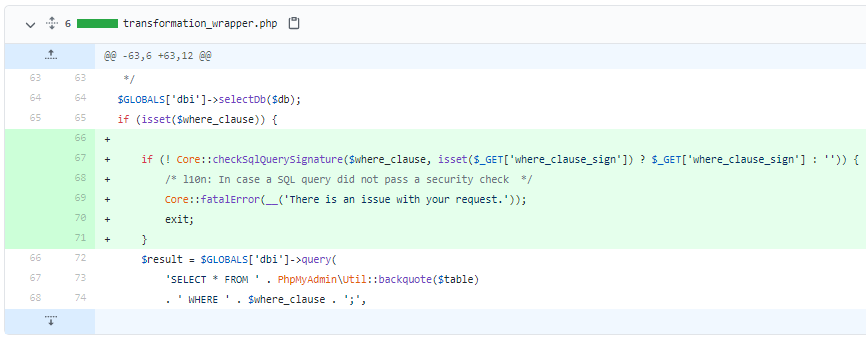 6 transformation_wrapper.php
@@ -63,6 +63,12 @@
63 63 */
64 64 $GLOBALS['dbi']->selectDb($db);
65 65 if (isset($where_clause)) {
66 +
67 + if (! Core::checkSqlQuerySignature($where_clause, isset($_GET['where_clause_sign']) ? $_GET['where_clause_sign'] : '')) {
68 + /* l10n: In case a SQL query did not pass a security check */
69 + Core::fatalError(__('There is an issue with your request.'));
70 + exit;
71 + }
66 72 $result = $GLOBALS['dbi']->query(
67 73 'SELECT * FROM ' . PhpMyAdmin\Util::backquote($table)
68 74 . ' WHERE ' . $where_clause . ';',